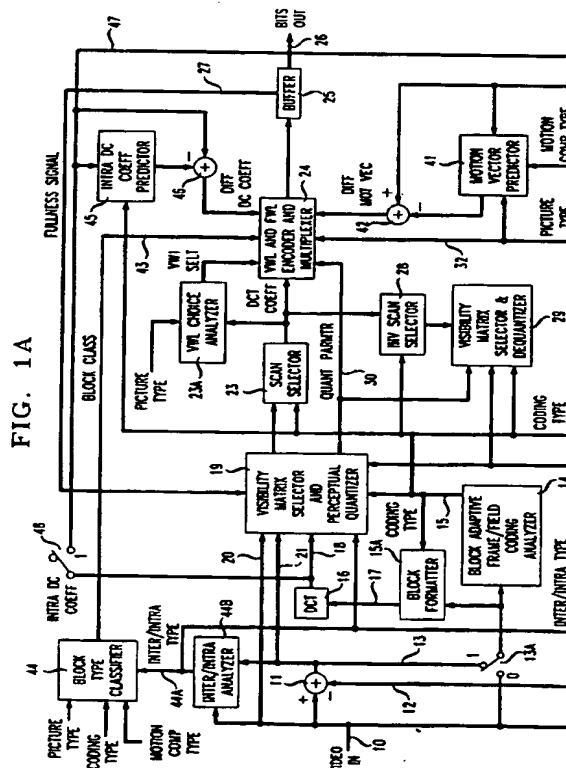 FIG. 1A
FULLNESS SIGNAL
27
47
INTRA DC
COEFF
48
1
44
BLOCK TYPE
CLASSIFIER
PICTURE
TYPE
CODING
TYPE
MOTION
COMP TYPE
BLOCK CLASS
43
45
INTRA DC
COEFF
PREDICTOR
46
-
DIFF
DC COEFF
BITS
OUT
26
BUFFER
25
44A
INTER/INTRA
TYPE
INTER/INTRA
ANALYZER
44B
PICTURE TYPE
VWL CHOICE
ANALYZER
23A
SELT
VWL AND FWL
ENCODER AND
MULTIPLEXER
24
DCT
COEFF
SCAN
SELECTOR
23
19
VISIBILITY
MATRIX
SELECTOR
AND
PERCEPTUAL
QUANTIZER
20
21
18
DCT
16
17
QUANT PARMTR
30
DIFF
MOT VEC
42
+
-
32
MOTION
VECTOR
PREDICTOR
41
INV SCAN
SELECTOR
28
VISIBILITY
MATRIX
SELECTOR &
DEQUANTIZER
29
CODING
TYPE
15
15A
BLOCK
FORMATTER
BLOCK ADAPTIVE
FRAME/FIELD
CODING
ANALYZER
11
+
-
13
12
10
IN
0
1
13A
INTER/INTRA TYPE
CODING TYPE
PICTURE
TYPE
MOTION
COMP TYPE